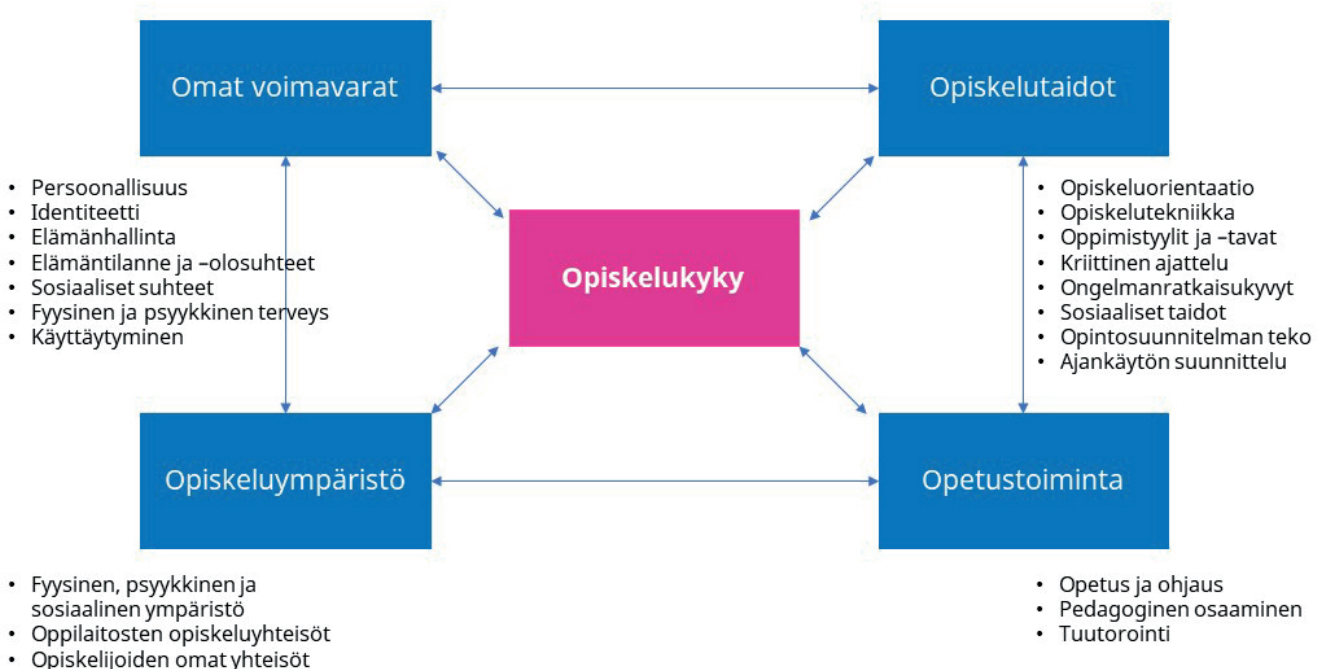 Omat voimavarat
Opiskelutaidot
• Persoonallisuus
• Identiteetti
• Elämänhallinta
• Elämäntilanne ja –olosuhteet
• Sosiaaliset suhteet
• Fyysinen ja psyykkinen terveys
• Käyttäytyminen
Opiskelukyky
• Opiskeluorientaatio
• Opiskelutekniikka
• Oppimistyylit ja –tavat
• Kriittinen ajattelu
• Ongelmanratkaisukyvyt
• Sosiaaliset taidot
• Opintosuunnitelman teko
• Ajankäytön suunnittelu
Opiskeluympäristö
Opetustoiminta
• Fyysinen, psyykkinen ja
sosiaalinen ympäristö
• Oppilaitosten opiskeluyhteisöt
• Opiskelijoiden omat yhteisöt
• Opetus ja ohjaus
• Pedagoginen osaaminen
• Tuutorointi